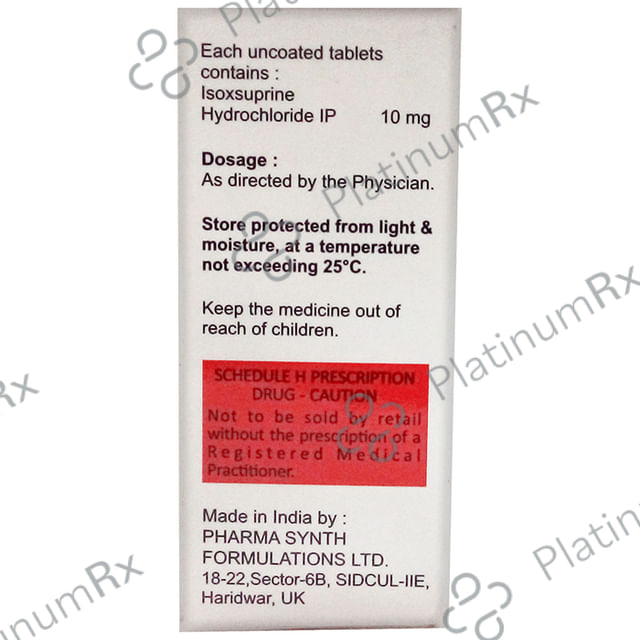 Each uncoated tablets
contains :
Isoxsuprine
Hydrochloride IP 10 mg
Dosage :
As directed by the Physician.
Store protected from light &
moisture, at a temperature
not exceeding 25°C.
Keep the medicine out of
reach of children.
SCHEDULE H PRESCRIPTION
DRUG - CAUTION
Not to be sold by retail
without the prescription of a
Registered Medical
Practitioner.
Made in India by :
PHARMA SYNTH
FORMULATIONS LTD.
18-22,Sector-6B, SIDCUL-IIE,
Haridwar, UK
PlatinumRx
PlatinumRx
Rx
inumRx
Platinu